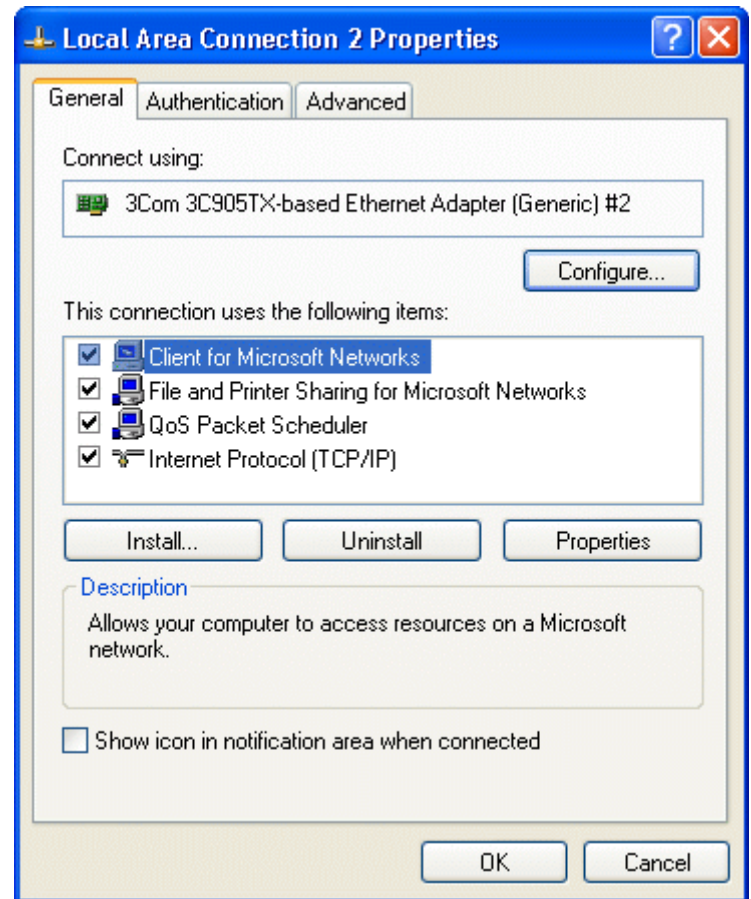 Local Area Connection 2 Properties
General Authentication Advanced
Connect using:
3Com 3C905TX-based Ethernet Adapter (Generic) #2
Configure...
This connection uses the following items:
Client for Microsoft Networks
File and Printer Sharing for Microsoft Networks
QoS Packet Scheduler
Internet Protocol (TCP/IP)
Install... Uninstall Properties
Description
Allows your computer to access resources on a Microsoft
network.
Show icon in notification area when connected
OK Cancel